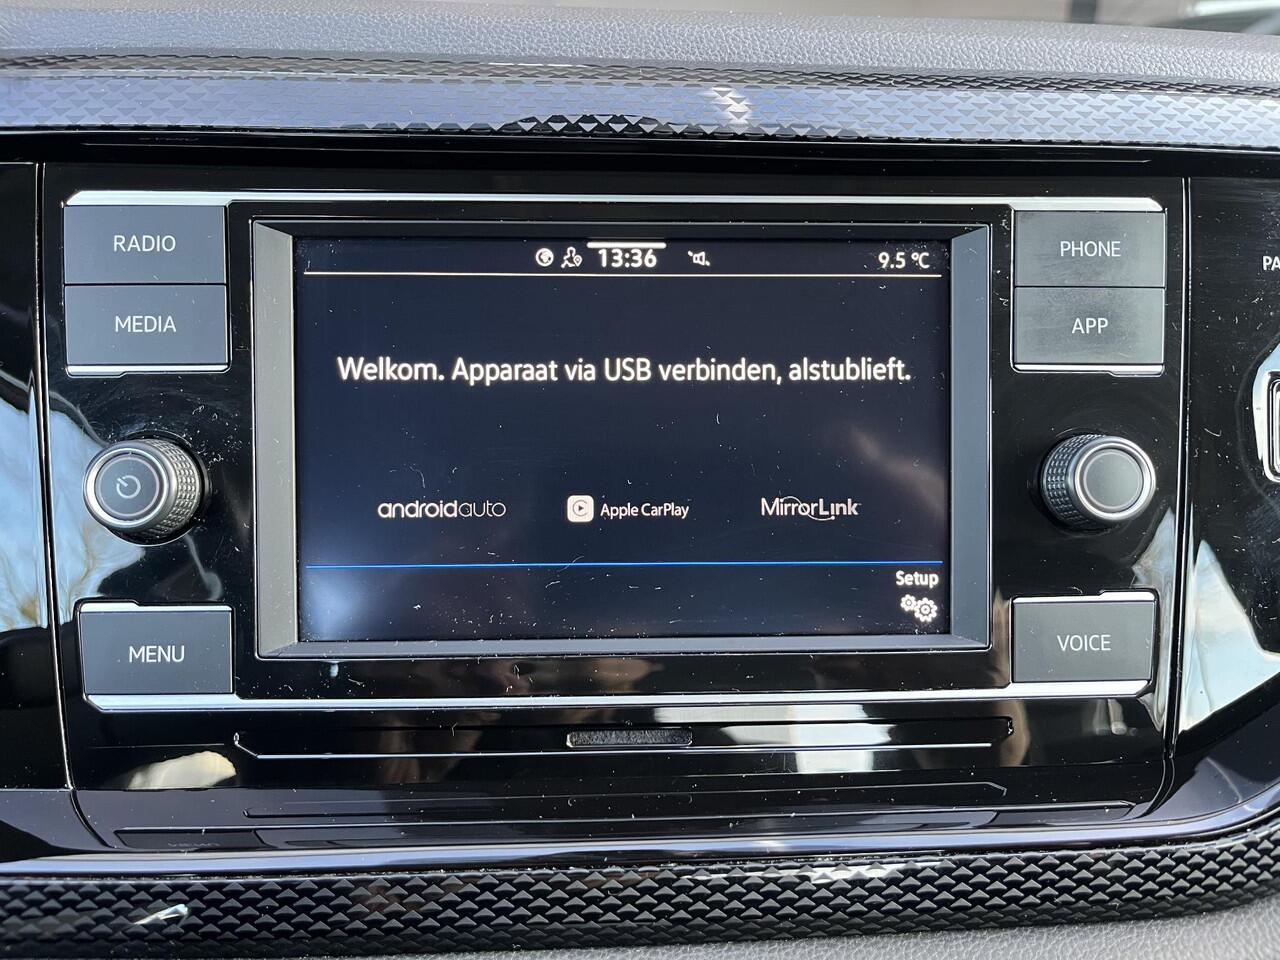 RADIO
MEDIA
MENU
PHONE
APP
VOICE
PA
13:36
9.5 °C
Welkom. Apparaat via USB verbinden, alstublieft.
androidauto
Apple CarPlay
MirrorLink
Setup